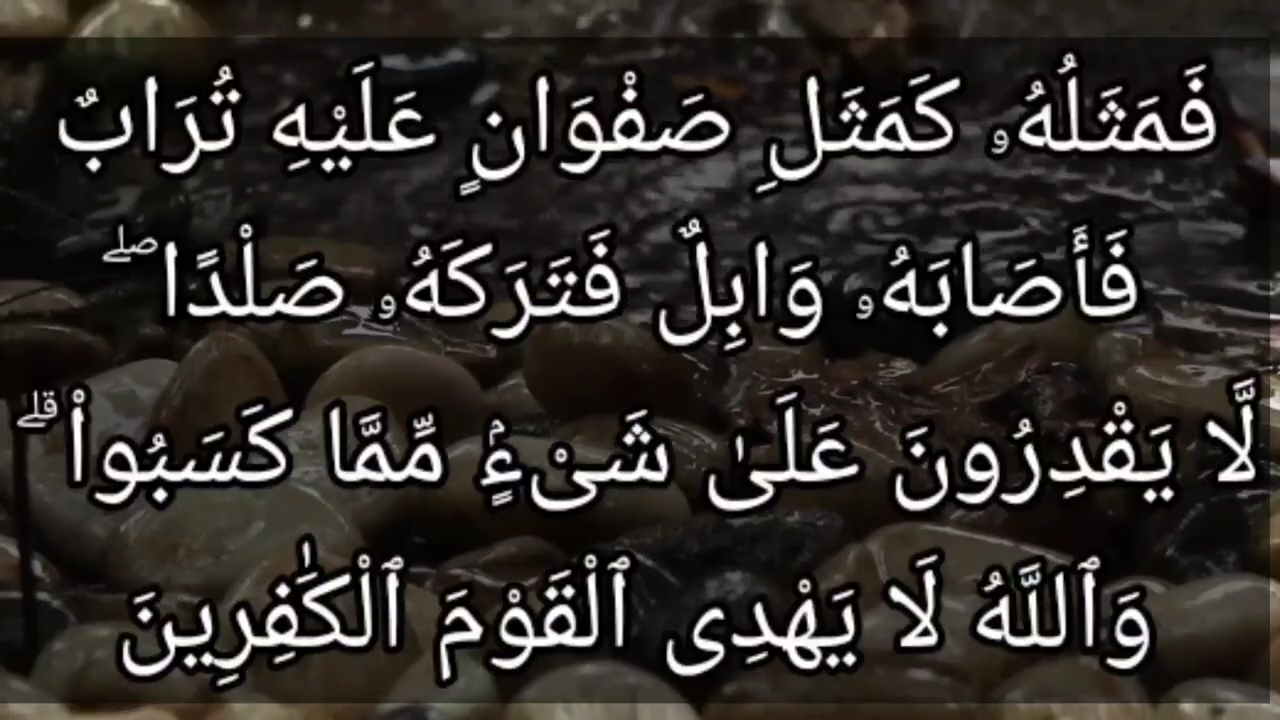 فَمَثَلُهُۥ كَمَثَلِ صَفْوَانٍ عَلَيْهِ تُرَابٌ
فَأَصَابَهُۥ وَابِلٌ فَتَرَكَهُۥ صَلْدًا ۖ
لَّا يَقْدِرُونَ عَلَىٰ شَىْءٍۢ مِّمَّا كَسَبُوا۟ ۗ
وَٱللَّهُ لَا يَهْدِى ٱلْقَوْمَ ٱلْكَـٰفِرِينَ